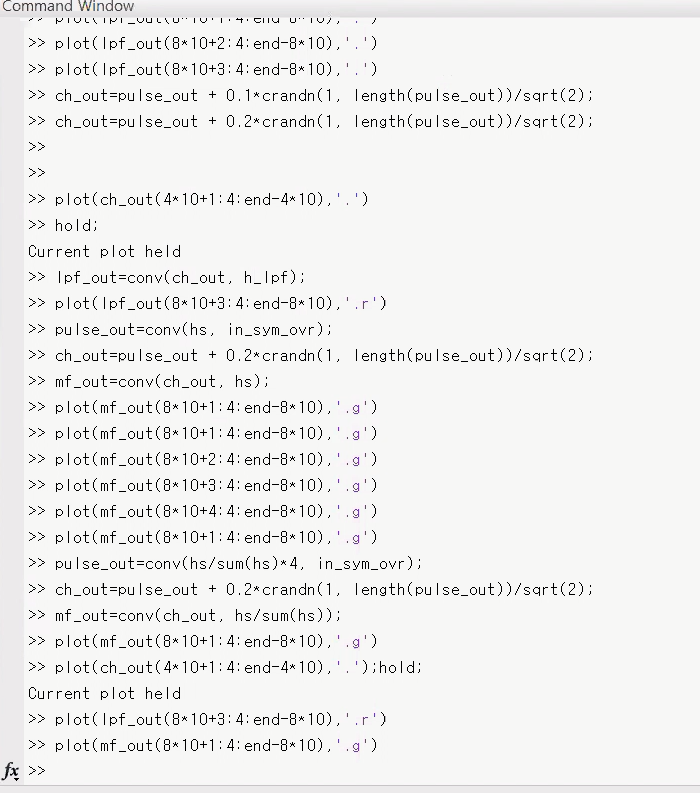 Command Window
>> plot(lpf_out(8*10+1:4:end-8*10),'.')
>> plot(lpf_out(8*10+2:4:end-8*10),'.')
>> plot(lpf_out(8*10+3:4:end-8*10),'.')
>> ch_out=pulse_out + 0.1*crandn(1, length(pulse_out))/sqrt(2);
>> ch_out=pulse_out + 0.2*crandn(1, length(pulse_out))/sqrt(2);
>>
>>
>> plot(ch_out(4*10+1:4:end-4*10),'.')
>> hold;
Current plot held
>> lpf_out=conv(ch_out, h_lpf);
>> plot(lpf_out(8*10+3:4:end-8*10),'.r')
>> pulse_out=conv(hs, in_sym_ovr);
>> ch_out=pulse_out + 0.2*crandn(1, length(pulse_out))/sqrt(2);
>> mf_out=conv(ch_out, hs);
>> plot(mf_out(8*10+1:4:end-8*10),'.g')
>> plot(mf_out(8*10+1:4:end-8*10),'.g')
>> plot(mf_out(8*10+2:4:end-8*10),'.g')
>> plot(mf_out(8*10+3:4:end-8*10),'.g')
>> plot(mf_out(8*10+4:4:end-8*10),'.g')
>> plot(mf_out(8*10+1:4:end-8*10),'.g')
>> pulse_out=conv(hs/sum(hs)*4, in_sym_ovr);
>> ch_out=pulse_out + 0.2*crandn(1, length(pulse_out))/sqrt(2);
>> mf_out=conv(ch_out, hs/sum(hs));
>> plot(mf_out(8*10+1:4:end-8*10),'.g')
>> plot(ch_out(4*10+1:4:end-4*10),'.');hold;
Current plot held
>> plot(lpf_out(8*10+3:4:end-8*10),'.r')
>> plot(mf_out(8*10+1:4:end-8*10),'.g')
fx >>